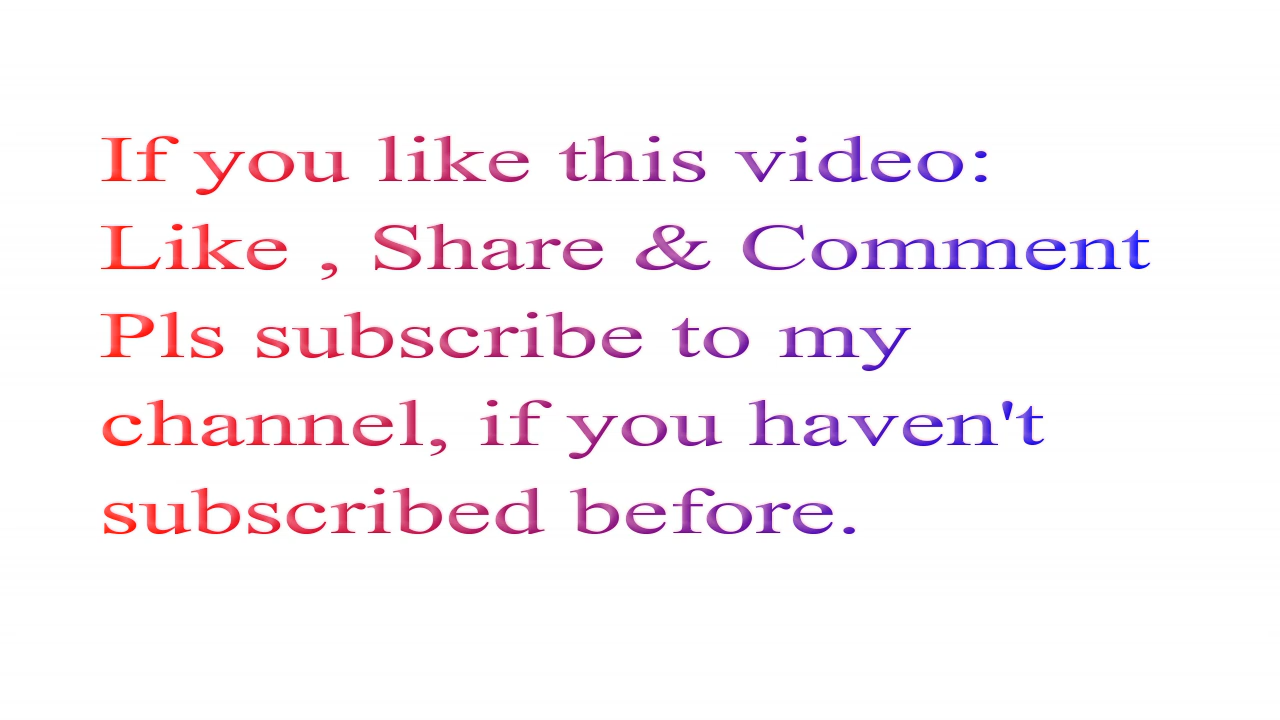 If you like this video:
Like , Share & Comment
Pls subscribe to my
channel, if you haven't
subscribed before.